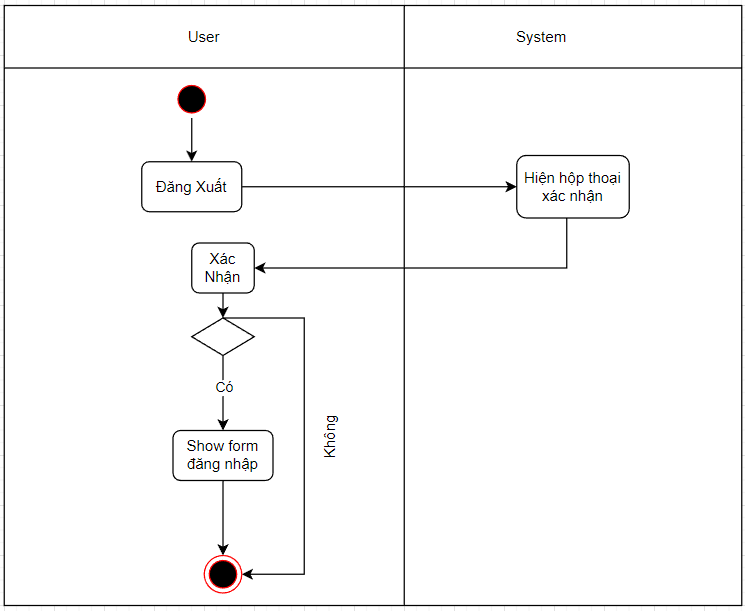 User
System
Đăng Xuất
Hiện hộp thoại
xác nhận
Xác
Nhận
Có
Không
Show form
đăng nhập